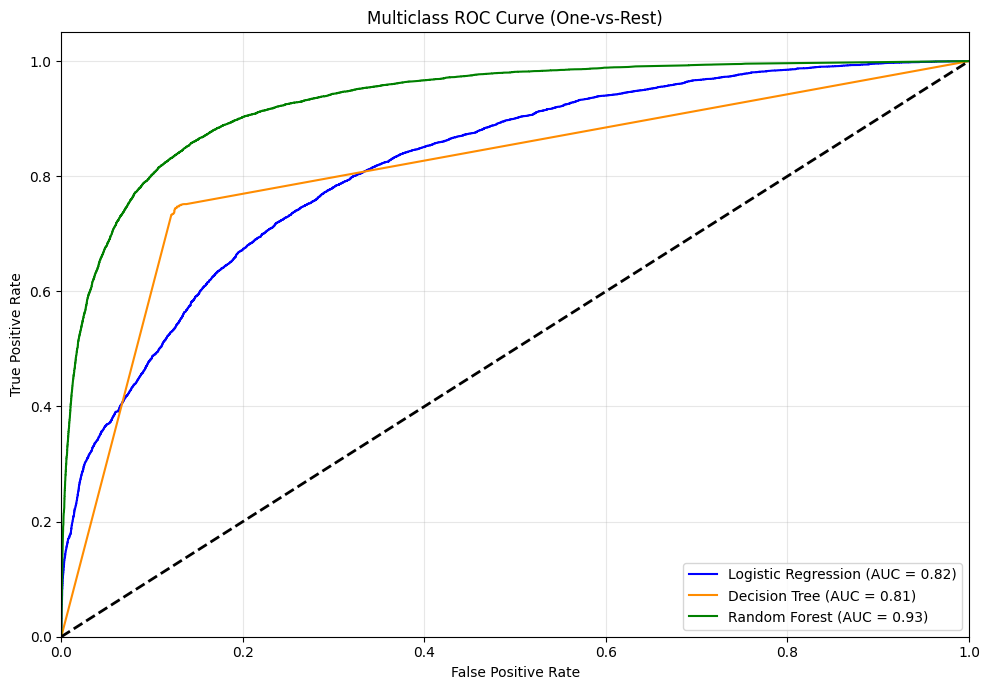 Multiclass ROC Curve (One-vs-Rest)
True Positive Rate
1.0
0.8
0.6
0.4
0.2
0.0
0.0 0.2 0.4 0.6 0.8 1.0
False Positive Rate
Logistic Regression (AUC = 0.82)
Decision Tree (AUC = 0.81)
Random Forest (AUC = 0.93)